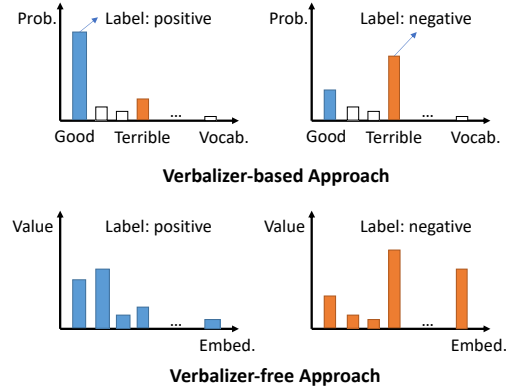 Prob.
Label: positive
Prob.
Label: negative
...
...
Good
Terrible
Vocab.
Good
Terrible
Vocab.
Verbalizer-based Approach
Value
Label: positive
Value
Label: negative
...
...
Embed.
Embed.
Verbalizer-free Approach